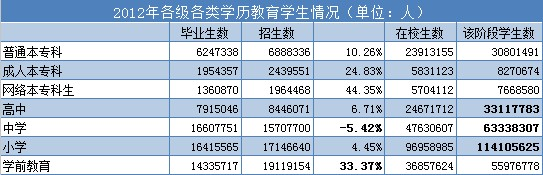 2012年各级各类学历教育学生情况（单位：人）
毕业生数 招生数 在校生数 该阶段学生数
普通本专科 6247338 6888336 10.26% 23913155 30801491
成人本专科 1954357 2439551 24.83% 5831123 8270674
网络本专科生 1360870 1964468 44.35% 5704112 7668580
高中 7915046 8446071 6.71% 24671712 33117783
中学 16607751 15707700 -5.42% 47630607 63338307
小学 16415565 17146640 4.45% 96958985 114105625
学前教育 14335717 19119154 33.37% 36857624 55976778